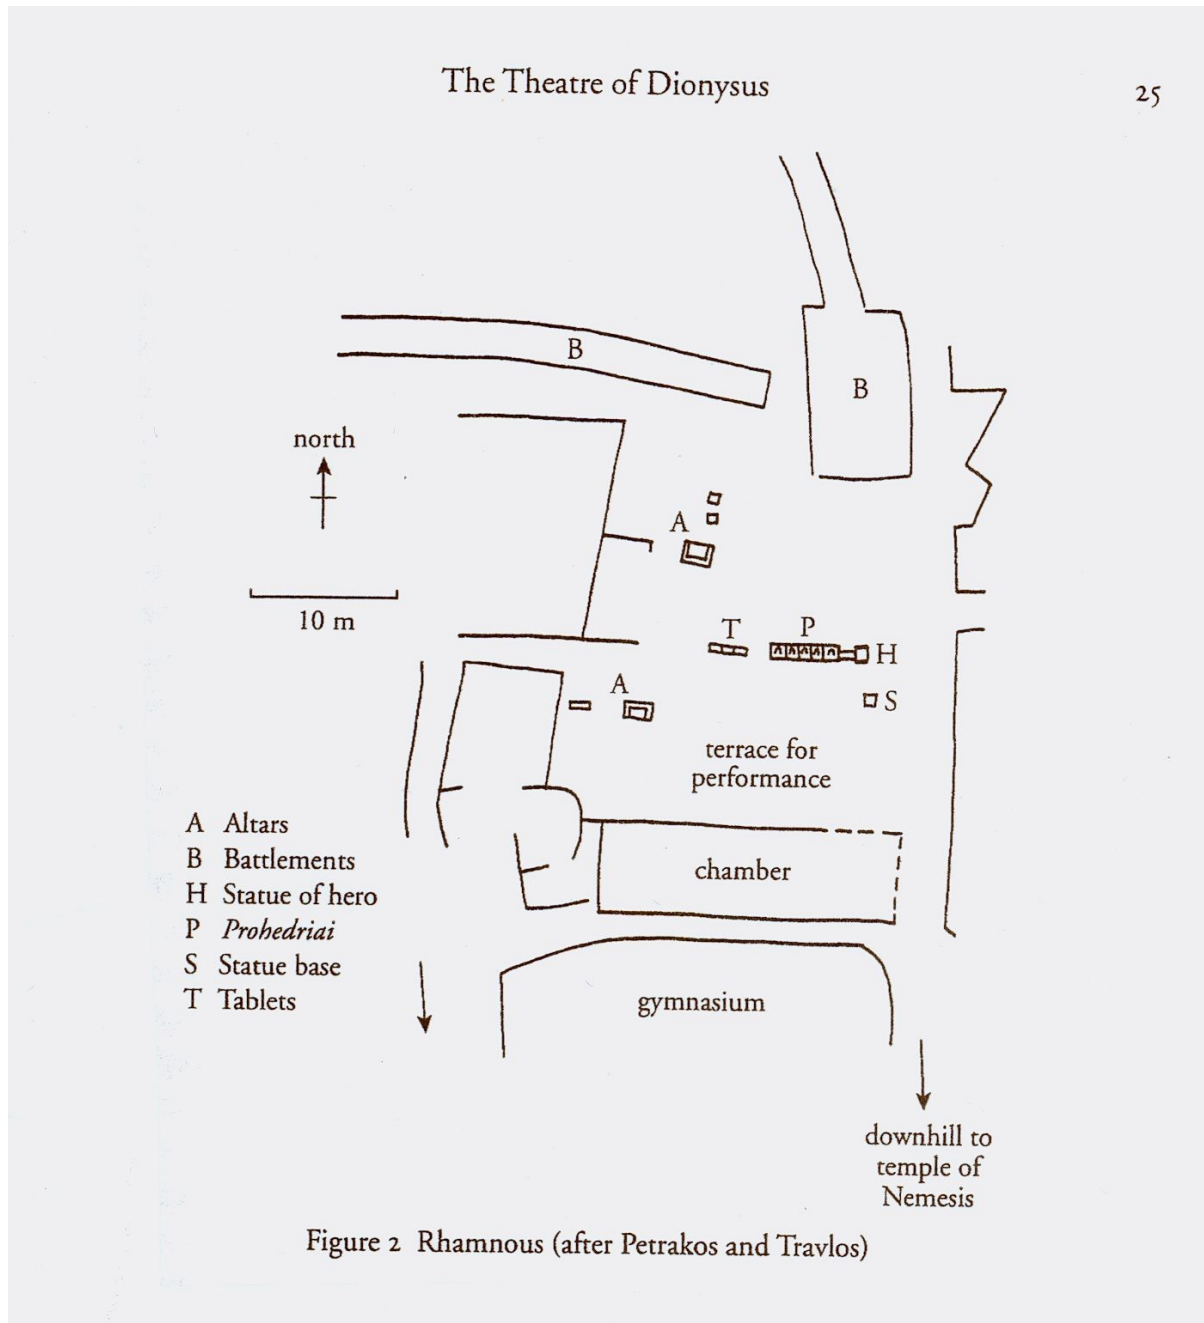 The Theatre of Dionysus
25
B
B
north
A
10 m
T
P
H
A
S
terrace for
performance
A Altars
B Battlements
H Statue of hero
P Prohedriai
S Statue base
T Tablets
chamber
gymnasium
downhill to
temple of
Nemesis
Figure 2 Rhamnous (after Petrakos and Travlos)